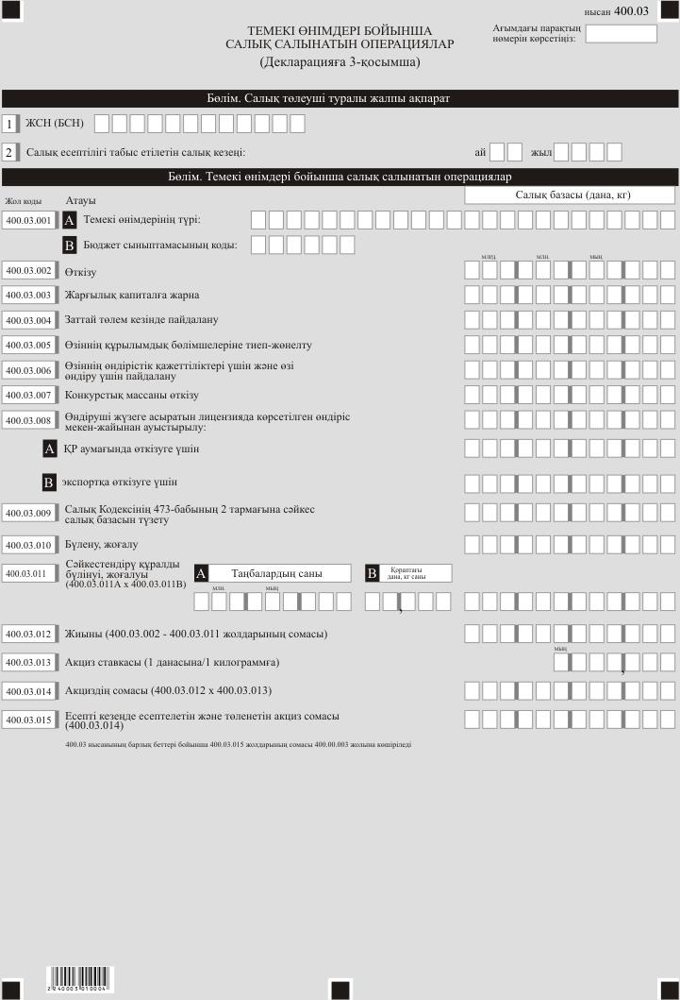 нысан 400.03
ТЕМЕКІ ӨНІМДЕРІ БОЙЫНША
САЛЫҚ САЛЫНАТЫН ОПЕРАЦИЯЛАР
(Декларацияға 3-қосымша)
Ағымдағы парақтың
нөмерін көрсетіңіз:
Бөлім. Салық төлеуші туралы жалпы ақпарат
1 ЖСН (БСН)
2 Салық есептілігі табыс етілетін салық кезеңі: ай жыл
Бөлім. Темекі өнімдері бойынша салық салынатын операциялар
Жол коды Атауы Салық базасы (дана, кг)
400.03.001 А Темекі өнімдерінің түрі:
В Бюджет сыныптамасының коды:
млрд. млн. мың
400.03.002 Өткізу
400.03.003 Жарғылық капиталға жарна
400.03.004 Заттай төлем кезінде пайдалану
400.03.005 Өзіннің құрылымдық бөлімшелеріне тиеп-жөнелту
400.03.006 Өзіннің өндірістік қажеттіліктері үшін және өзі
өндіру үшін пайдалану
400.03.007 Конкурстық массаны өткізу
400.03.008 Өндіруші жүзеге асыратын лицензияда көрсетілген өндіріс
мекен-жайынан ауыстырылу:
А ҚР аумағында өткізуге үшін
В экспортқа өткізуге үшін
400.03.009 Салық Кодексінің 473-бабының 2 тармағына сәйкес
салық базасын түзету
400.03.010 Бүлену, жоғалу
400.03.011 Сәйкестендірү құралды
бүлінуі, жоғалуы
(400.03.011А х 400.03.011В)
А Таңбалардың саны
В Қораптағы
дана, кг саны
млн. мың
,
400.03.012 Жиыны (400.03.002 - 400.03.011 жолдарының сомасы)
мың
400.03.013 Акциз ставкасы (1 данасына/1 килограммға) ,
400.03.014 Акциздің сомасы (400.03.012 х 400.03.013)
400.03.015 Есепті кезеңде есептелетін және төленетін акциз сомасы
(400.03.014)
400.03 нысанының барлық беттері бойынша 400.03.015 жолдарының сомасы 400.00.003 жолына көшіріледі
2240003010004